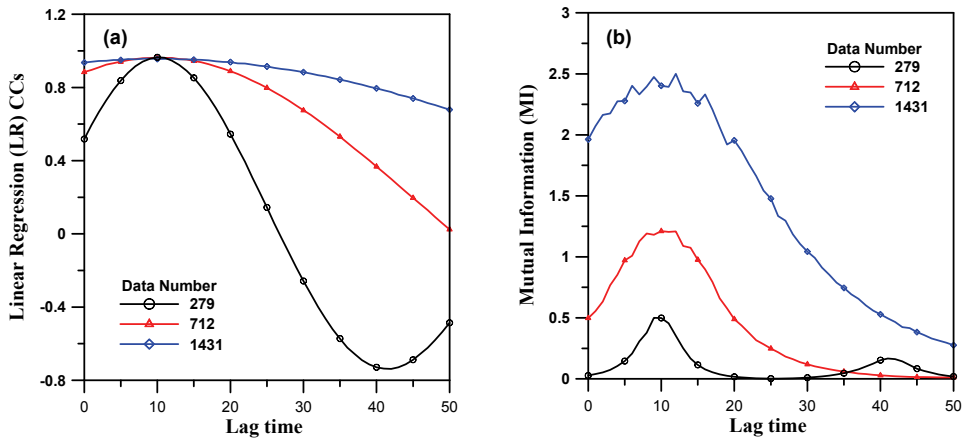 (a)
Linear Regression (LR) CCs
1.2
0.8
0.4
0
-0.4
-0.8
Data Number
279
712
1431
0 10 20 30 40 50
Lag time
(b)
Mutual Information (MI)
3
2.5
2
1.5
1
0.5
0
Data Number
279
712
1431
0 10 20 30 40 50
Lag time